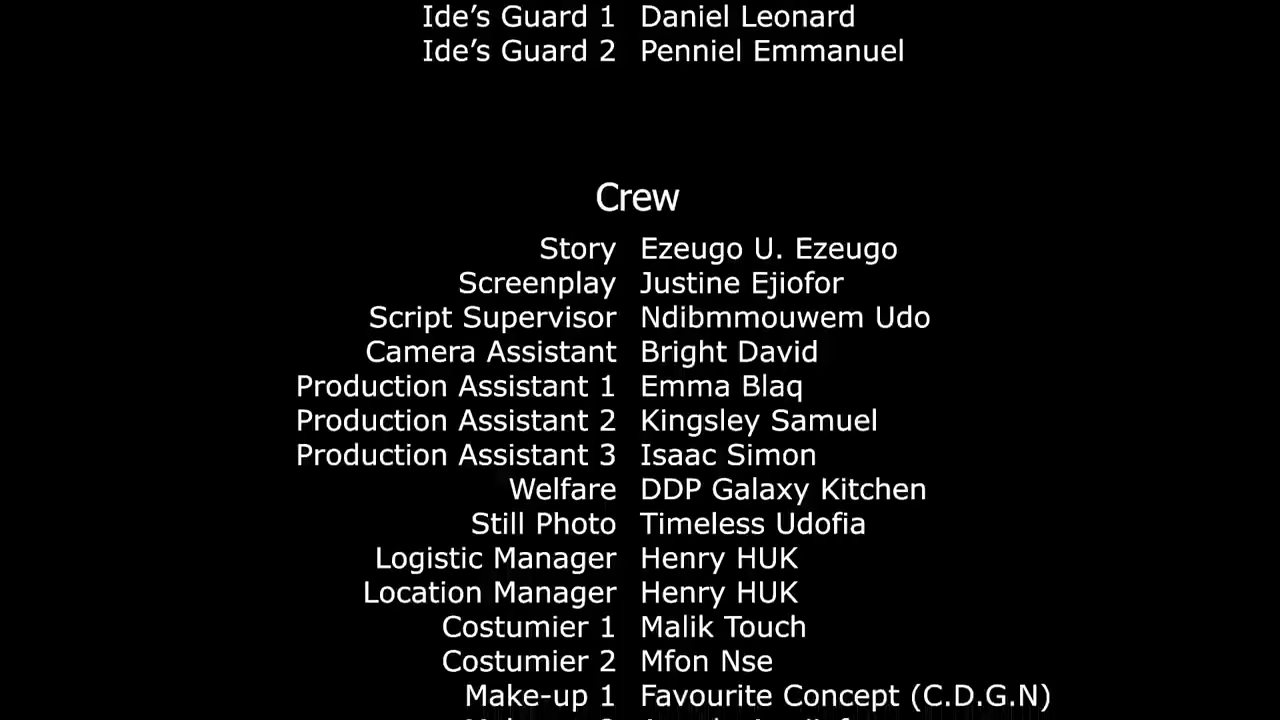 Ide’s Guard 1 Daniel Leonard
Ide’s Guard 2 Penniel Emmanuel
Crew
Story Ezeugo U. Ezeugo
Screenplay Justine Ejiofor
Script Supervisor Ndibmmouwem Udo
Camera Assistant Bright David
Production Assistant 1 Emma Blaq
Production Assistant 2 Kingsley Samuel
Production Assistant 3 Isaac Simon
Welfare DDP Galaxy Kitchen
Still Photo Timeless Udofia
Logistic Manager Henry HUK
Location Manager Henry HUK
Costumier 1 Malik Touch
Costumier 2 Mfon Nse
Make-up 1 Favourite Concept (C.D.G.N)